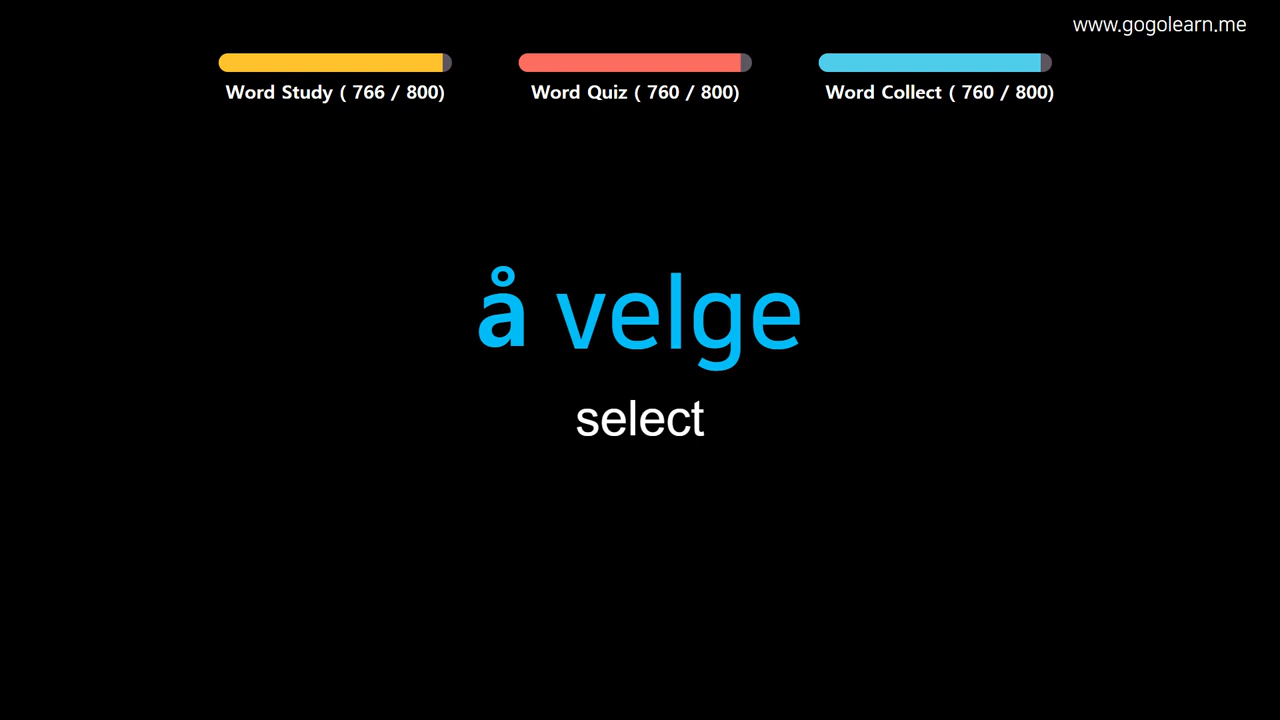 www.gogolearn.me
Word Study ( 766 / 800)
Word Quiz ( 760 / 800)
Word Collect ( 760 / 800)
å velge
select